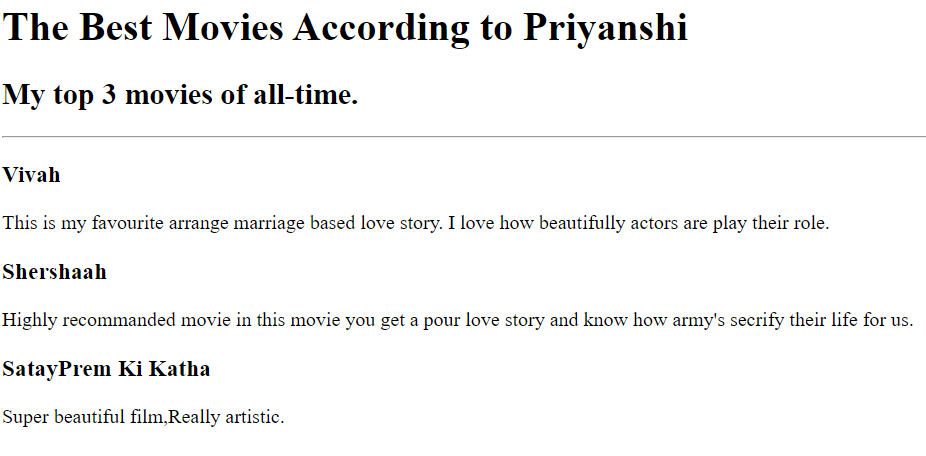 The Best Movies According to Priyanshi
My top 3 movies of all-time.
Vivah
This is my favourite arrange marriage based love story. I love how beautifully actors are play their role.
Shershaah
Highly recommanded movie in this movie you get a pour love story and know how army's secrify their life for us.
SatayPrem Ki Katha
Super beautiful film,Really artistic.